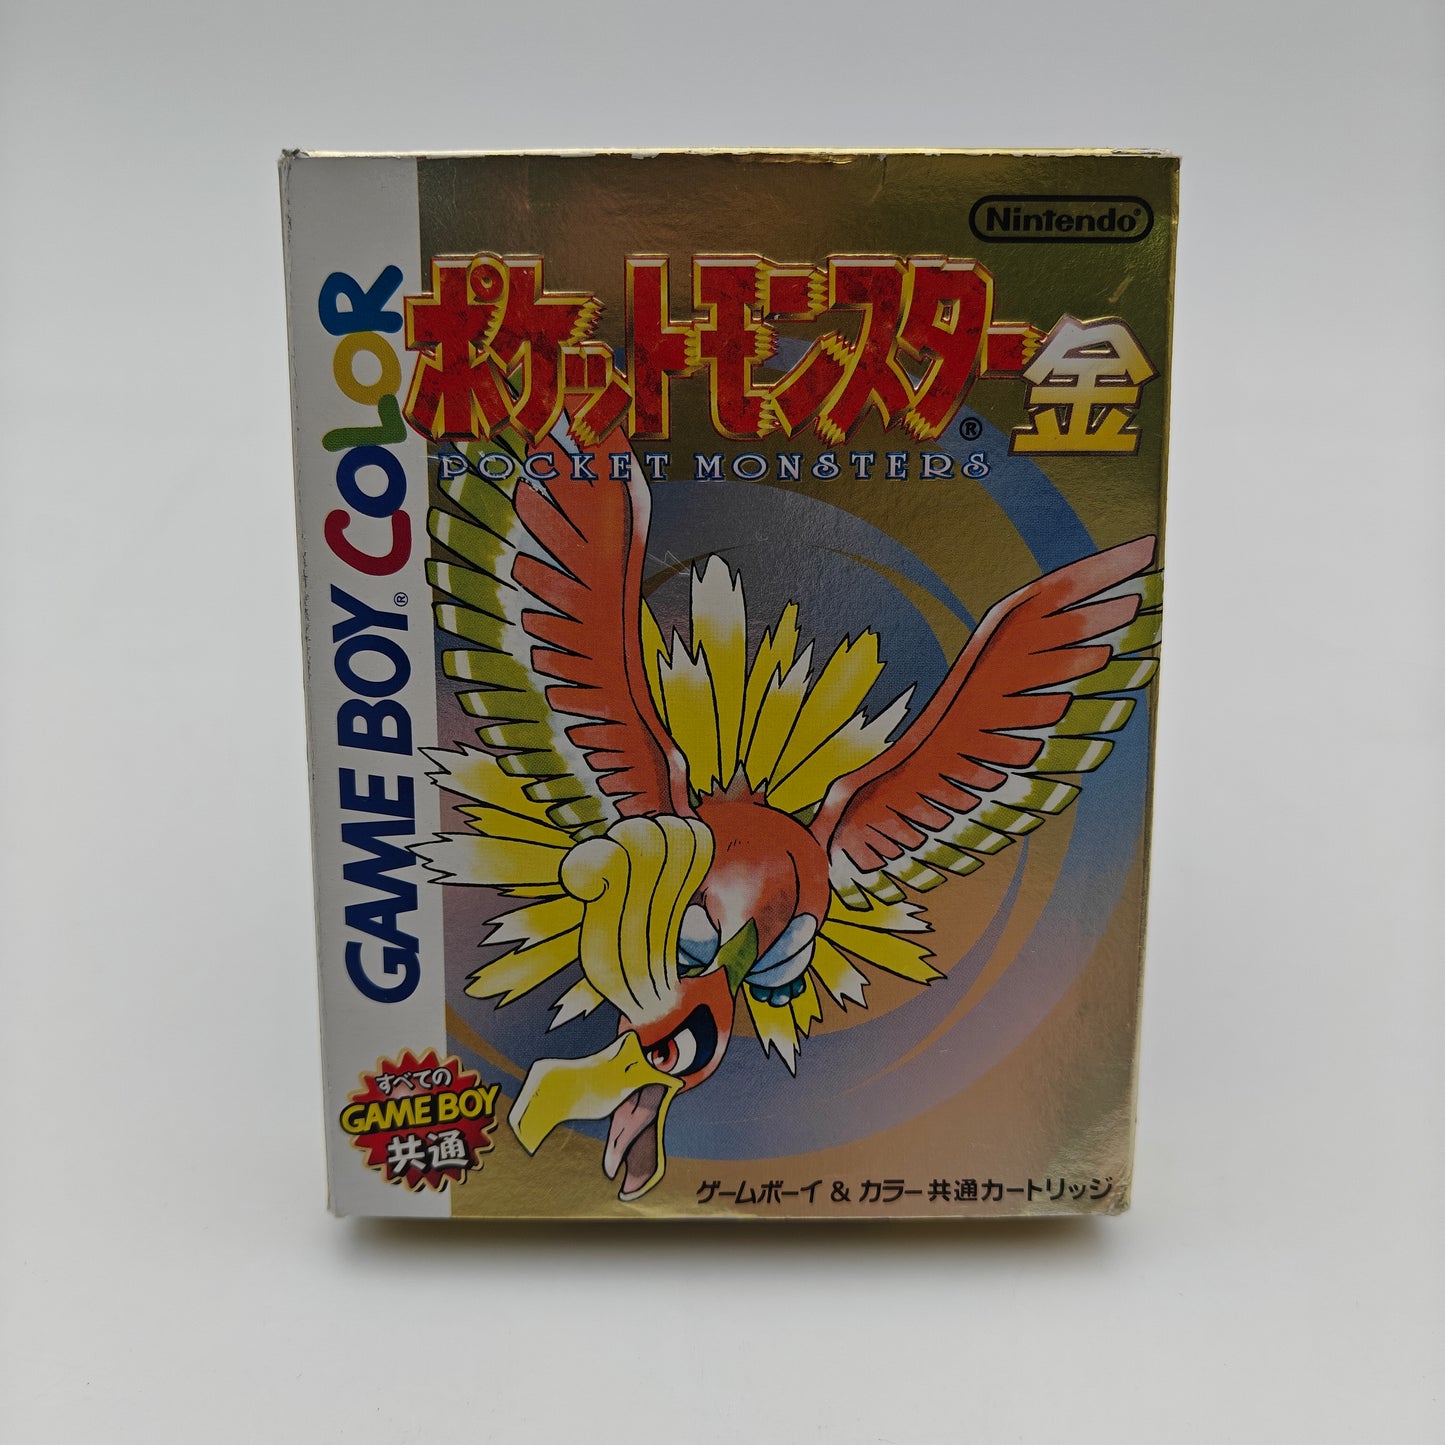 Nintendo®
ポケットモンスター金
®
POCKET MONSTERS
GAME BOY® COLOR
すべての
GAME BOY
共通
ゲームボーイ & カラー共通カートリッジ